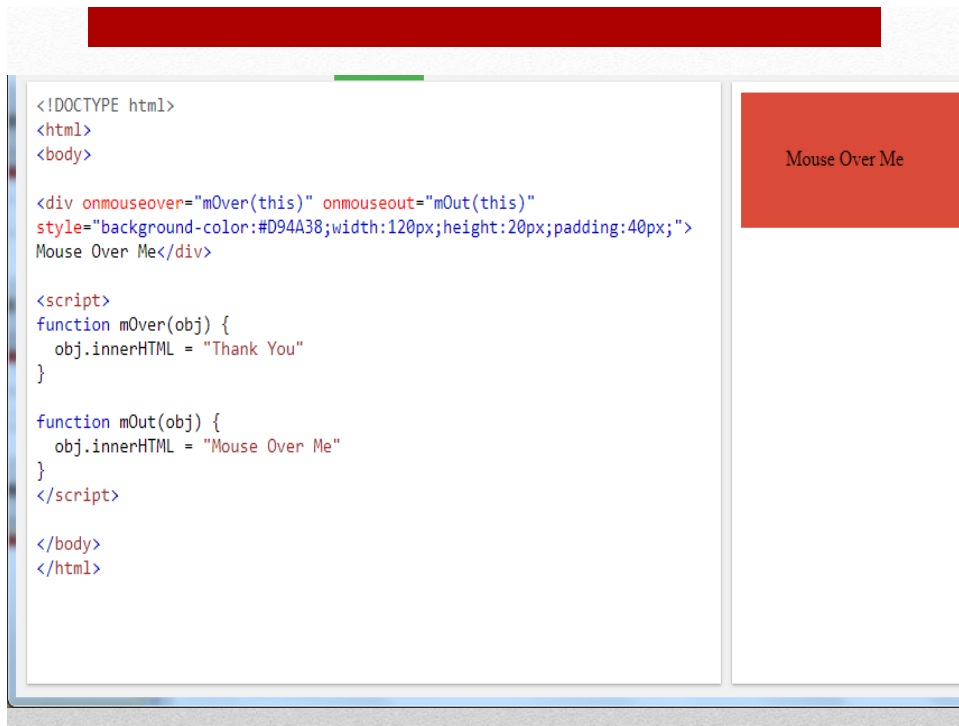 <!DOCTYPE html>
<html>
<body>
<div onmouseover="mOver(this)" onmouseout="mOut(this)"
style="background-color:#D94A38;width:120px;height:20px;padding:40px;">
Mouse Over Me</div>
<script>
function mOver(obj) {
  obj.innerHTML = "Thank You"
}
function mOut(obj) {
  obj.innerHTML = "Mouse Over Me"
}
</script>
</body>
</html>
Mouse Over Me